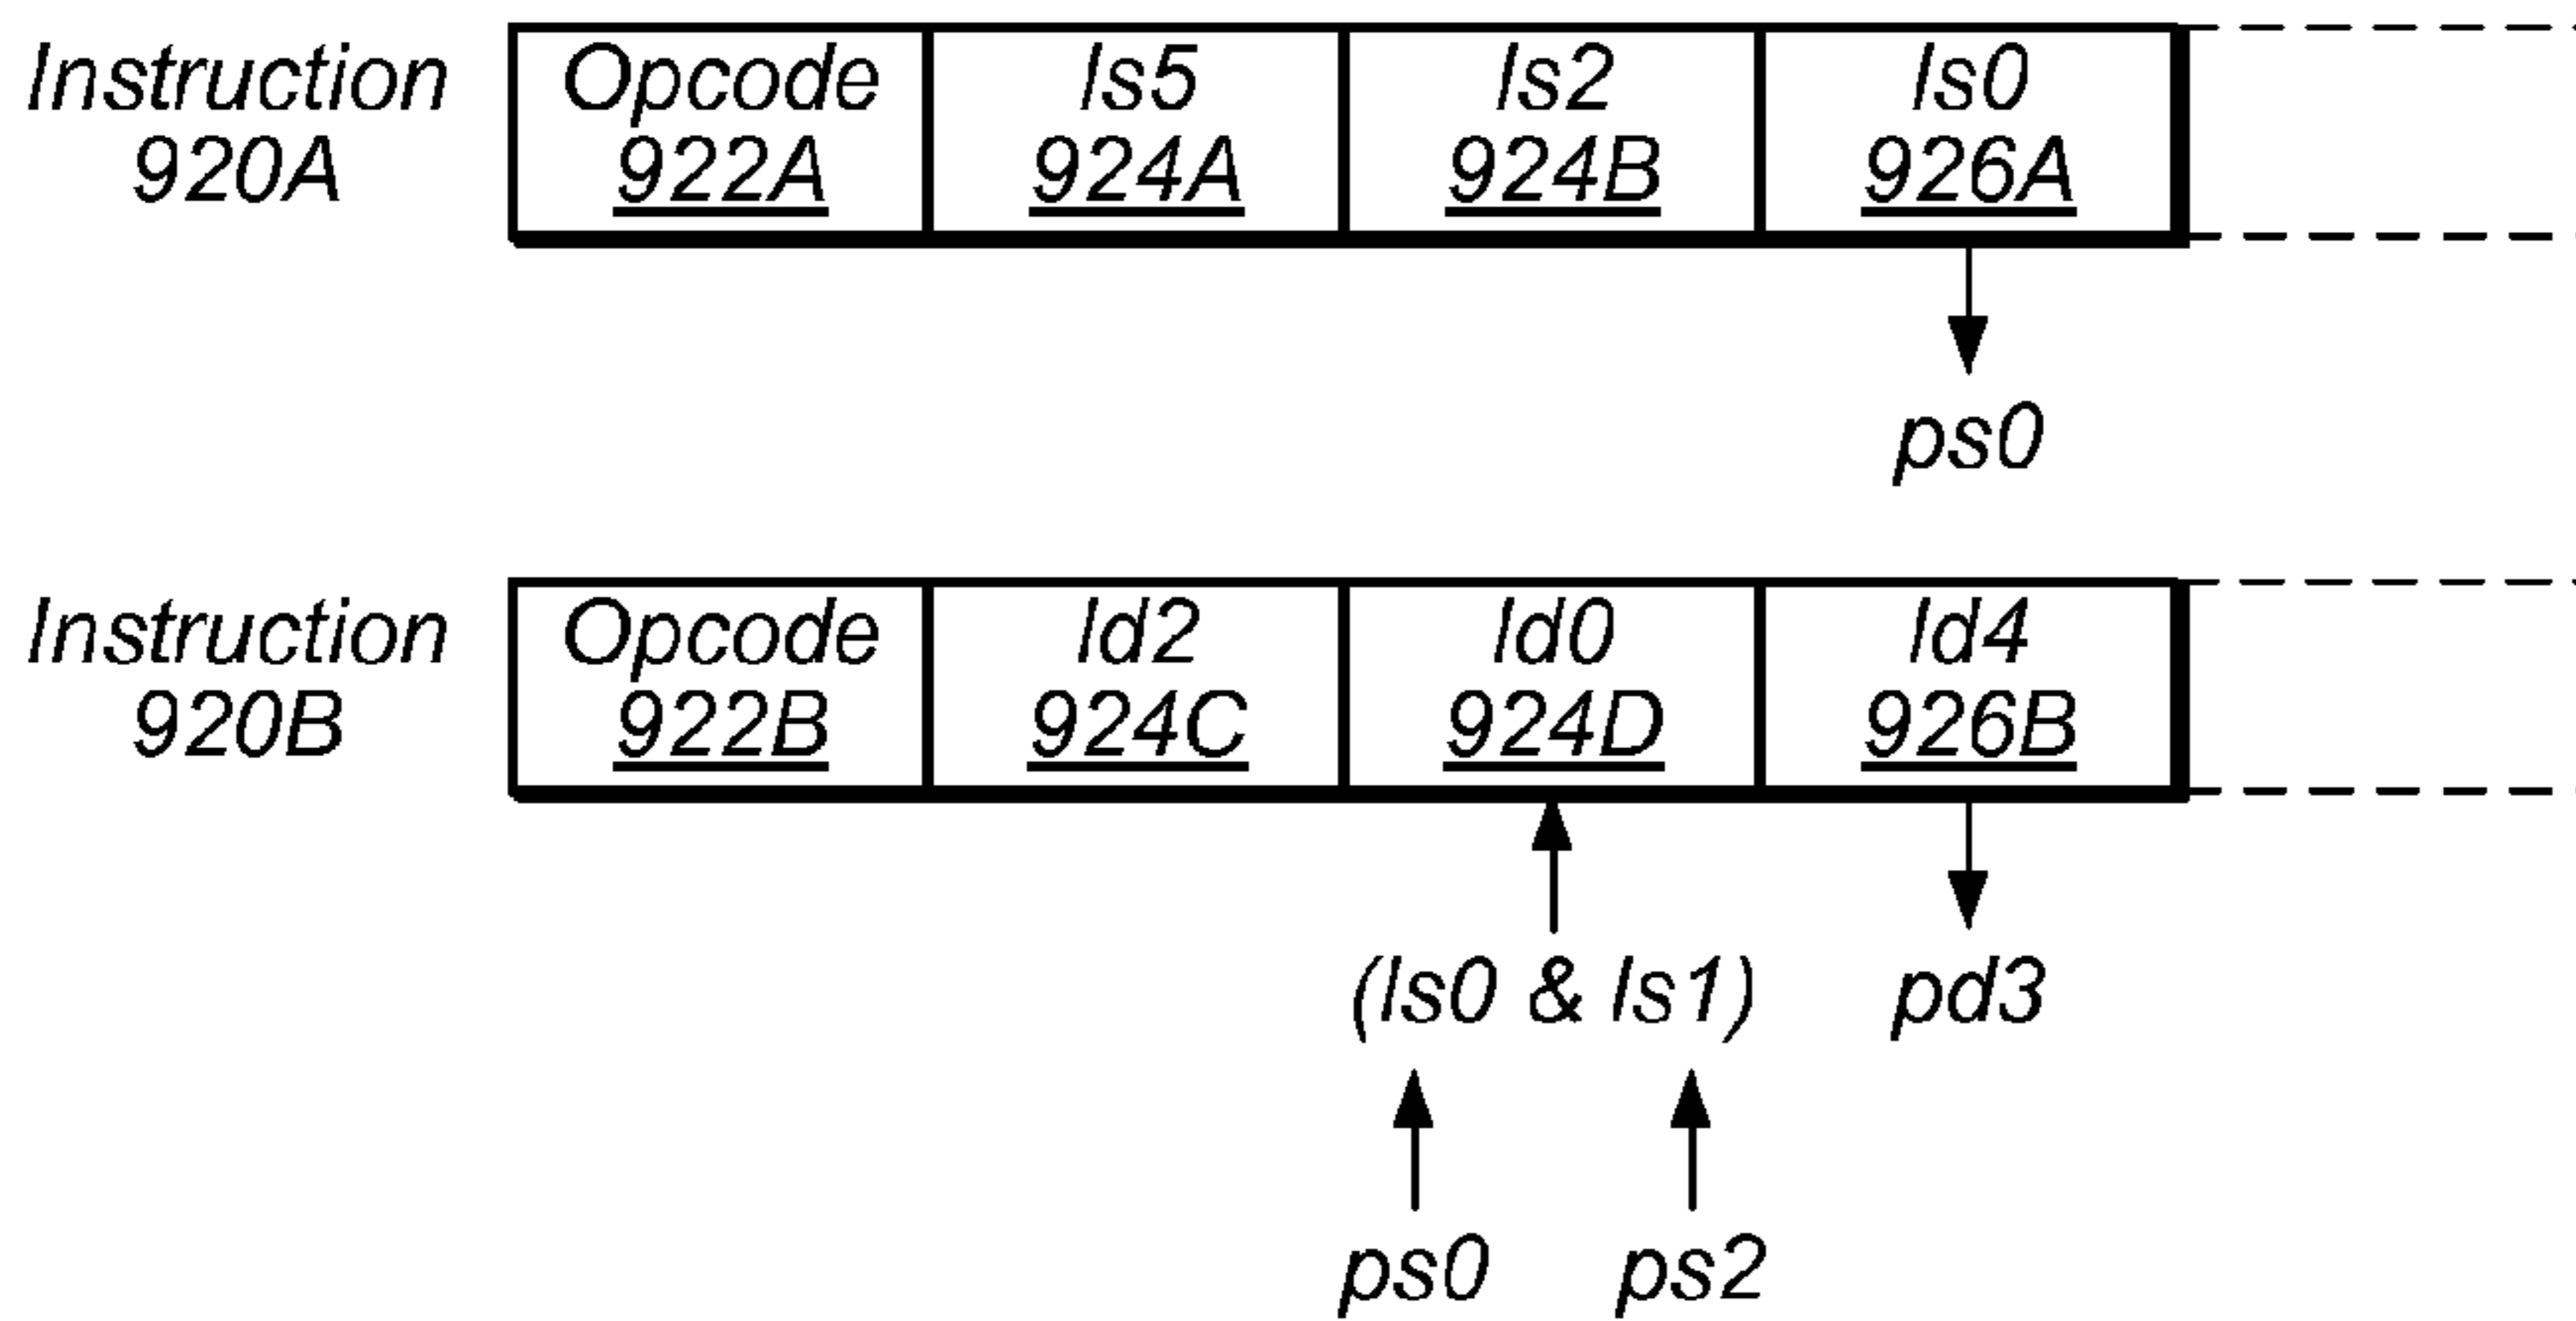 Instruction 920A
Opcode 922A
ls5 924A
ls2 924B
ls0 926A
ps0
Instruction 920B
Opcode 922B
ld2 924C
ld0 924D
ld4 926B
(ls0 & ls1)
pd3
ps0
ps2